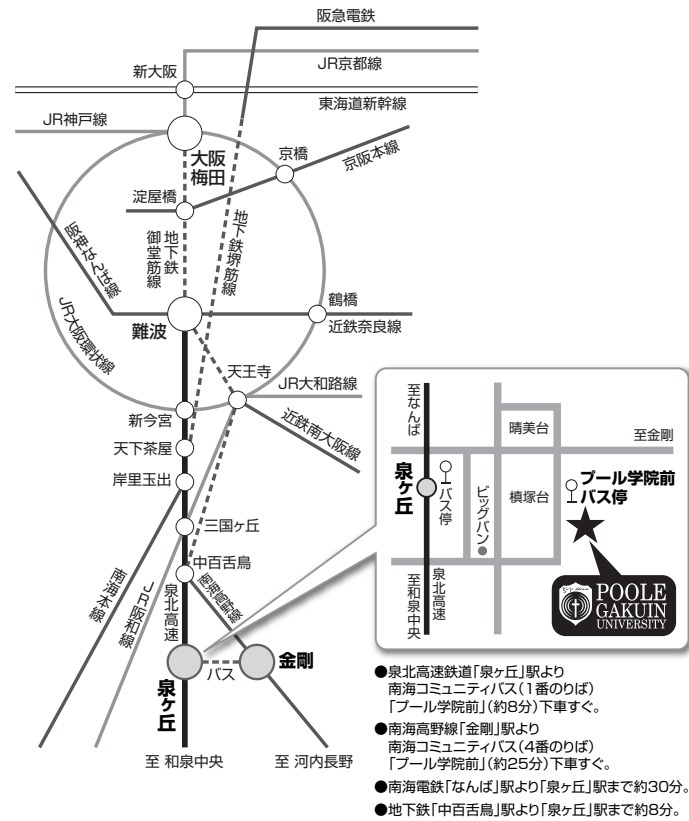 阪急電鉄
JR京都線
新大阪
東海道新幹線
JR神戸線
大阪
梅田
京橋
京阪本線
淀屋橋
地下鉄
御堂筋線
地下鉄堺筋線
阪神なんば線
鶴橋
近鉄奈良線
難波
JR大阪環状線
天王寺
JR大和路線
新今宮
近鉄南大阪線
天下茶屋
岸里玉出
三国ヶ丘
中百舌鳥
南海本線
JR阪和線
泉北高速
南海高野線
金剛
バス
泉ヶ丘
至 和泉中央
至 河内長野
至なんば
晴美台
至金剛
泉ヶ丘
バス停
ビッグバン
槙塚台
プール学院前
バス停
至和泉中央
泉北高速
POOLE
GAKUIN
UNIVERSITY
●泉北高速鉄道「泉ヶ丘」駅より
南海コミュニティバス(1番のりば)
「プール学院前」(約8分)下車すぐ。
●南海高野線「金剛」駅より
南海コミュニティバス(4番のりば)
「プール学院前」(約25分)下車すぐ。
●南海電鉄「なんば」駅より「泉ヶ丘」駅まで約30分。
●地下鉄「中百舌鳥」駅より「泉ヶ丘」駅まで約8分。